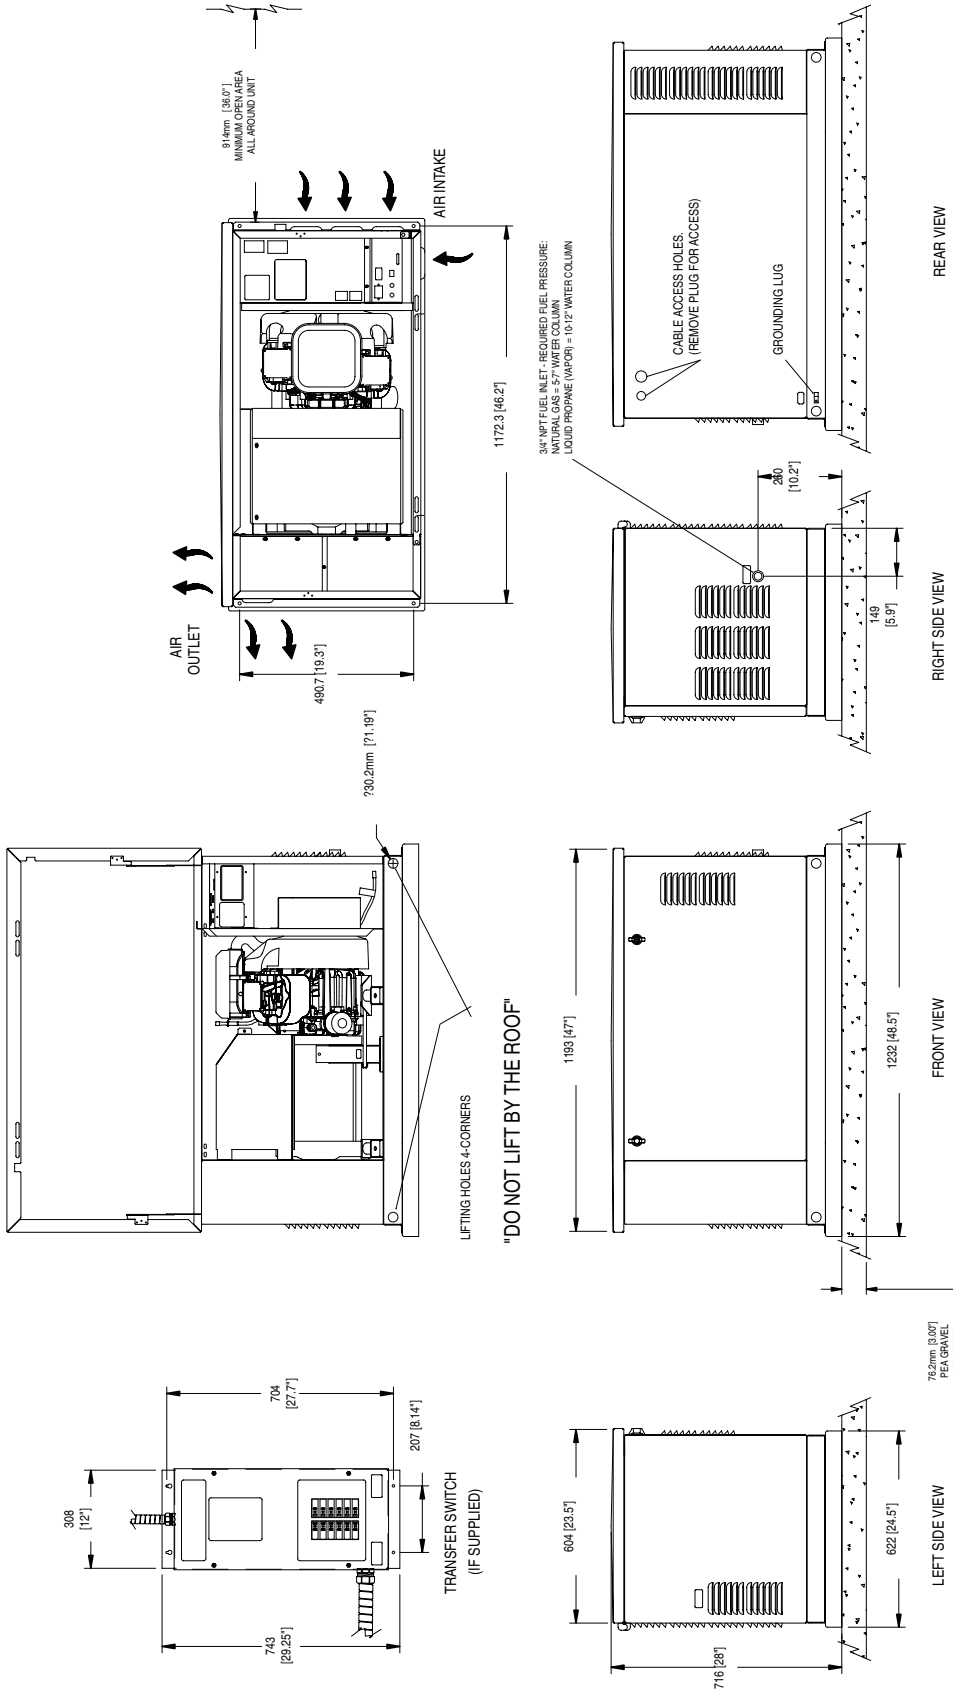 743
[29.25"]
308
[12"]
704
[27.7"]
207 [8.14"]
TRANSFER SWITCH
(IF SUPPLIED)
LIFTING HOLES 4-CORNERS
"DO NOT LIFT BY THE ROOF"
?30.2mm [?1.19"]
AIR
OUTLET
490.7 [19.3"]
1172.3 [46.2"]
AIR INTAKE
914mm [36.0"]
MINIMUM OPEN AREA
ALL AROUND UNIT
716 [28"]
604 [23.5"]
622 [24.5"]
LEFT SIDE VIEW
76.2mm [3.00"]
PEA GRAVEL
1193 [47"]
1232 [48.5"]
FRONT VIEW
3/4" NPT FUEL INLET - REQUIRED FUEL PRESSURE:
NATURAL GAS = 5-7" WATER COLUMN
LIQUID PROPANE (VAPOR) = 10-12" WATER COLUMN
149
[5.9"]
260
[10.2"]
RIGHT SIDE VIEW
CABLE ACCESS HOLES.
(REMOVE PLUG FOR ACCESS)
GROUNDING LUG
REAR VIEW